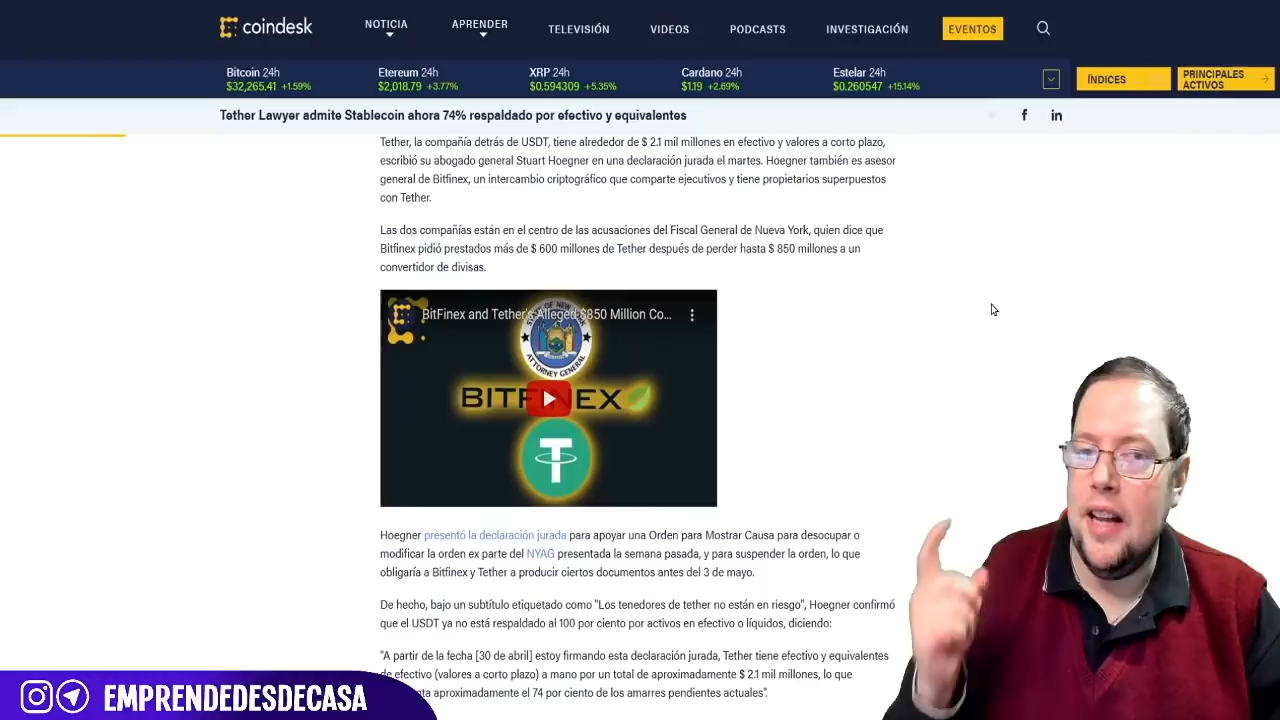 coindesk
NOTICIA
APRENDER
TELEVISIÓN
VIDEOS
PODCASTS
INVESTIGACIÓN
EVENTOS
Bitcoin 24h
$32,265.41 +1.59%
Etereum 24h
$2,018.79 +3.77%
XRP 24h
$0.594309 +5.35%
Cardano 24h
$1.19 +2.69%
Estelar 24h
$0.260547 +15.14%
ÍNDICES
PRINCIPALES
ACTIVOS
Tether Lawyer admite Stablecoin ahora 74% respaldado por efectivo y equivalentes
Tether, la compañía detrás de USDT, tiene alrededor de $ 2.1 mil millones en efectivo y valores a corto plazo,
escribió su abogado general Stuart Hoegner en una declaración jurada el martes. Hoegner también es asesor
general de Bitfinex, un intercambio criptográfico que comparte ejecutivos y tiene propietarios superpuestos
con Tether.
Las dos compañías están en el centro de las acusaciones del Fiscal General de Nueva York, quien dice que
Bitfinex pidió prestados más de $ 600 millones de Tether después de perder hasta $ 850 millones a un
convertidor de divisas.
BitFinex and Tether's Alleged $850 Million Co...
STATE OF NEW YORK
ATTORNEY GENERAL
BITFINEX
Hoegner presentó la declaración jurada para apoyar una Orden para Mostrar Causa para desocupar o
modificar la orden ex parte del NYAG presentada la semana pasada, y para suspender la orden, lo que
obligaría a Bitfinex y Tether a producir ciertos documentos antes del 3 de mayo.
De hecho, bajo un subtítulo etiquetado como "Los tenedores de tether no están en riesgo", Hoegner confirmó
que el USDT ya no está respaldado al 100 por ciento por activos en efectivo o líquidos, diciendo:
"A partir de la fecha [30 de abril] estoy firmando esta declaración jurada, Tether tiene efectivo y equivalentes
de efectivo (valores a corto plazo) a mano por un total de aproximadamente $ 2.1 mil millones, lo que
aproximadamente el 74 por ciento de los amarres pendientes actuales".
EMPRENDEDESDECASA